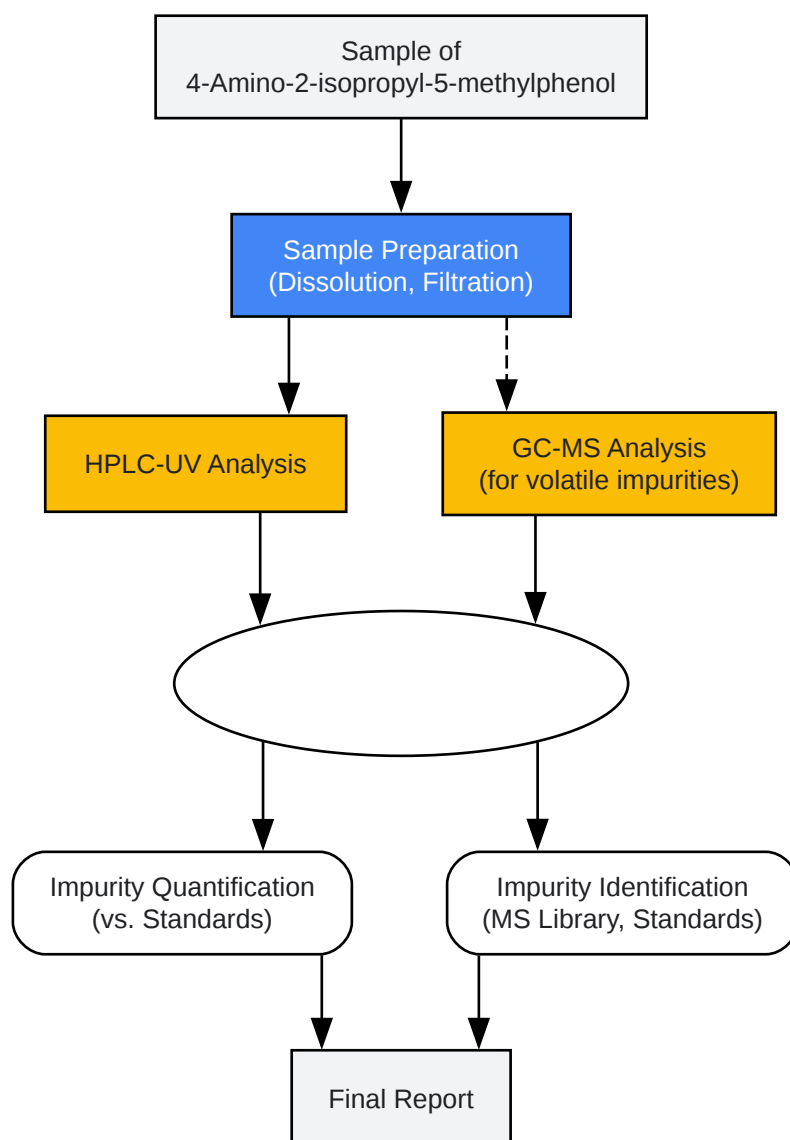 Sample of
4-Amino-2-isopropyl-5-methylphenol
Sample Preparation
(Dissolution, Filtration)
HPLC-UV Analysis
GC-MS Analysis
(for volatile impurities)
Impurity Quantification
(vs. Standards)
Impurity Identification
(MS Library, Standards)
Final Report